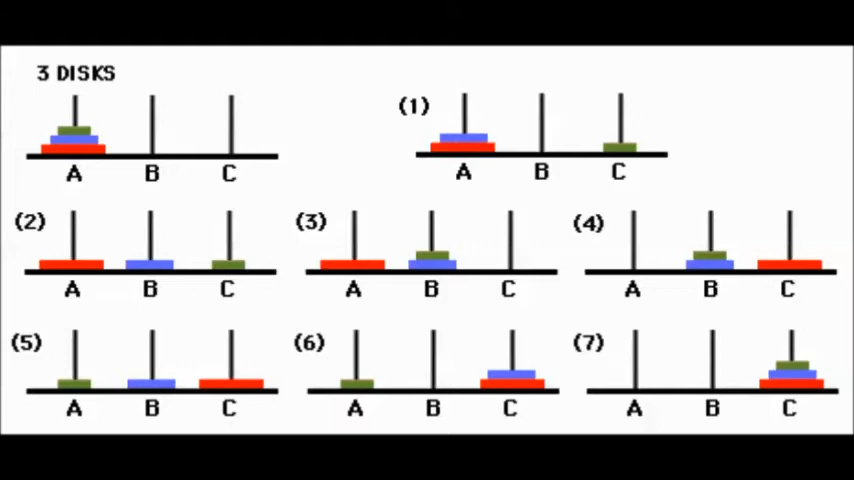 3 DISKS
A B C
(1)
A B C
(2)
A B C
(3)
A B C
(4)
A B C
(5)
A B C
(6)
A B C
(7)
A B C